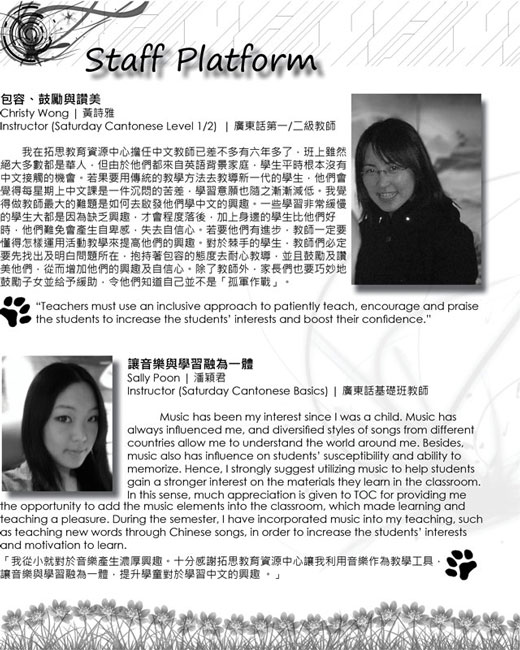 Staff Platform
包容、鼓勵與讚美
Christy Wong | 黃詩雅
Instructor (Saturday Cantonese Level 1/2) | 廣東話第一/二級教師
我在拓思教育資源中心擔任中文教師已差不多有六年多了，班上雖然
絕大多數都是華人，但由於他們都來自英語背景家庭，學生平時根本沒有
中文接觸的機會。若果要用傳統的教學方法去教導新一代的學生，他們會
覺得每星期上中文課是一件沉悶的苦差，學習意願也隨之漸漸減低。我覺
得做教師最大的難題是如何去啟發他們學中文的興趣。一些學習非常緩慢
的學生大都是因為缺乏興趣，才會程度落後，加上身邊的學生比他們好
時，他們難免會產生自卑感，失去自信心。若要他們有進步，教師一定要
懂得怎樣運用活動教學來提高他們的興趣。對於棘手的學生，教師們必定
要先找出及明白問題所在，抱持著包容的態度去耐心教導，並且鼓勵及讚
美他們，從而增加他們的興趣及自信心。除了教師外，家長們也要巧妙地
鼓勵子女並給予緩助，令他們知道自己並不是「孤軍作戰」。
“Teachers must use an inclusive approach to patiently teach, encourage and praise
the students to increase the students’ interests and boost their confidence.”
讓音樂與學習融為一體
Sally Poon | 潘穎君
Instructor (Saturday Cantonese Basics) | 廣東話基礎班教師
Music has been my interest since I was a child. Music has
always influenced me, and diversified styles of songs from different
countries allow me to understand the world around me. Besides,
music also has influence on students’ susceptibility and ability to
memorize. Hence, I strongly suggest utilizing music to help students
gain a stronger interest on the materials they learn in the classroom.
In this sense, much appreciation is given to TOC for providing me
the opportunity to add the music elements into the classroom, which made learning and
teaching a pleasure. During the semester, I have incorporated music into my teaching, such
as teaching new words through Chinese songs, in order to increase the students’ interests
and motivation to learn.
「我從小就對於音樂產生濃厚興趣。十分感謝拓思教育資源中心讓我利用音樂作為教學工具，
讓音樂與學習融為一體，提升學童對於學習中文的興趣。」